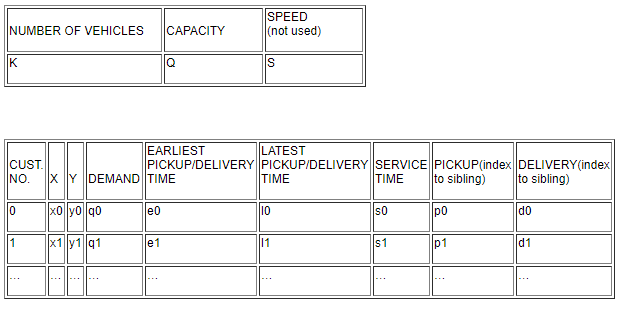 NUMBER OF VEHICLES CAPACITY SPEED
(not used)
K Q S
CUST.
NO. X Y DEMAND EARLIEST
PICKUP/DELIVERY
TIME LATEST
PICKUP/DELIVERY
TIME SERVICE
TIME PICKUP(index
to sibling) DELIVERY(index
to sibling)
0 x0 y0 q0 e0 l0 s0 p0 d0
1 x1 y1 q1 e1 l1 s1 p1 d1
... ... ... ... ... ... ... ... ...